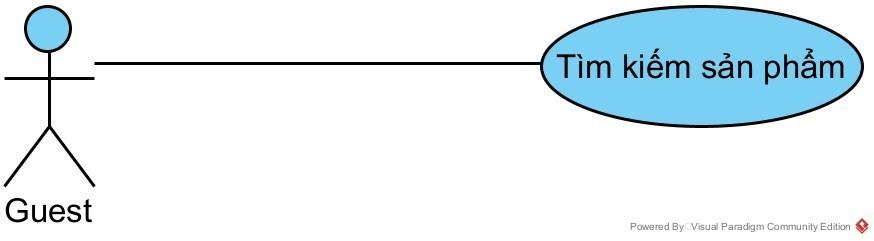 Tìm kiếm sản phẩm
Guest
Powered By Visual Paradigm Community Edition